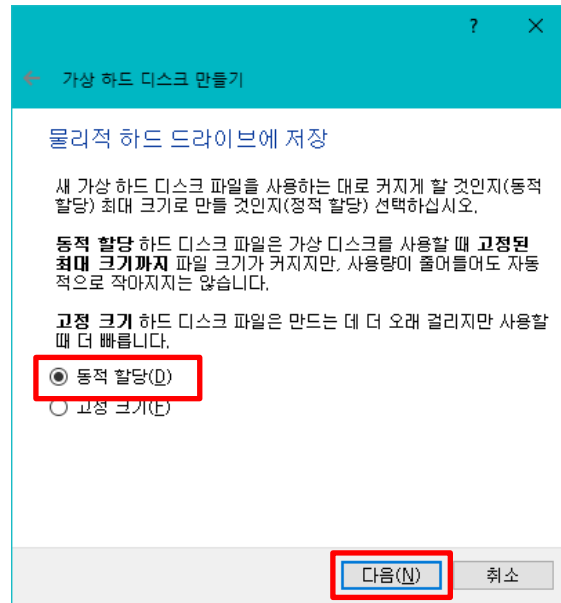 ?
가상 하드 디스크 만들기
물리적 하드 드라이브에 저장
새 가상 하드 디스크 파일을 사용하는 대로 커지게 할 것인지(동적
할당) 최대 크기로 만들 것인지(정적 할당) 선택하십시오.
동적 할당 하드 디스크 파일은 가상 디스크를 사용할 때 고정된
최대 크기까지 파일 크기가 커지지만, 사용량이 줄어들어도 자동
적으로 작아지지는 않습니다.
고정 크기 하드 디스크 파일은 만드는 데 더 오래 걸리지만 사용할
때 더 빠릅니다.
동적 할당(D)
고정 크기(F)
다음(N) 취소